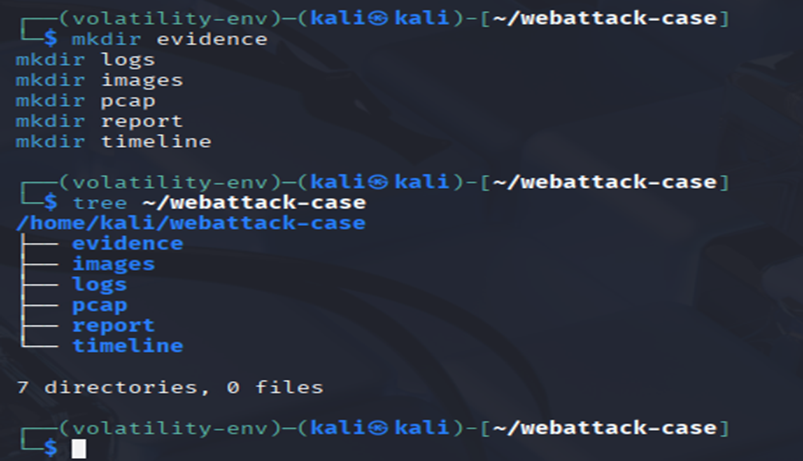 ┌──(volatility-env)─(kali㉿kali)-[~/webattack-case]
└─$ mkdir evidence
mkdir logs
mkdir images
mkdir pcap
mkdir report
mkdir timeline
┌──(volatility-env)─(kali㉿kali)-[~/webattack-case]
└─$ tree ~/webattack-case
/home/kali/webattack-case
├── evidence
├── images
├── logs
├── pcap
├── report
└── timeline
7 directories, 0 files
┌──(volatility-env)─(kali㉿kali)-[~/webattack-case]
└─$